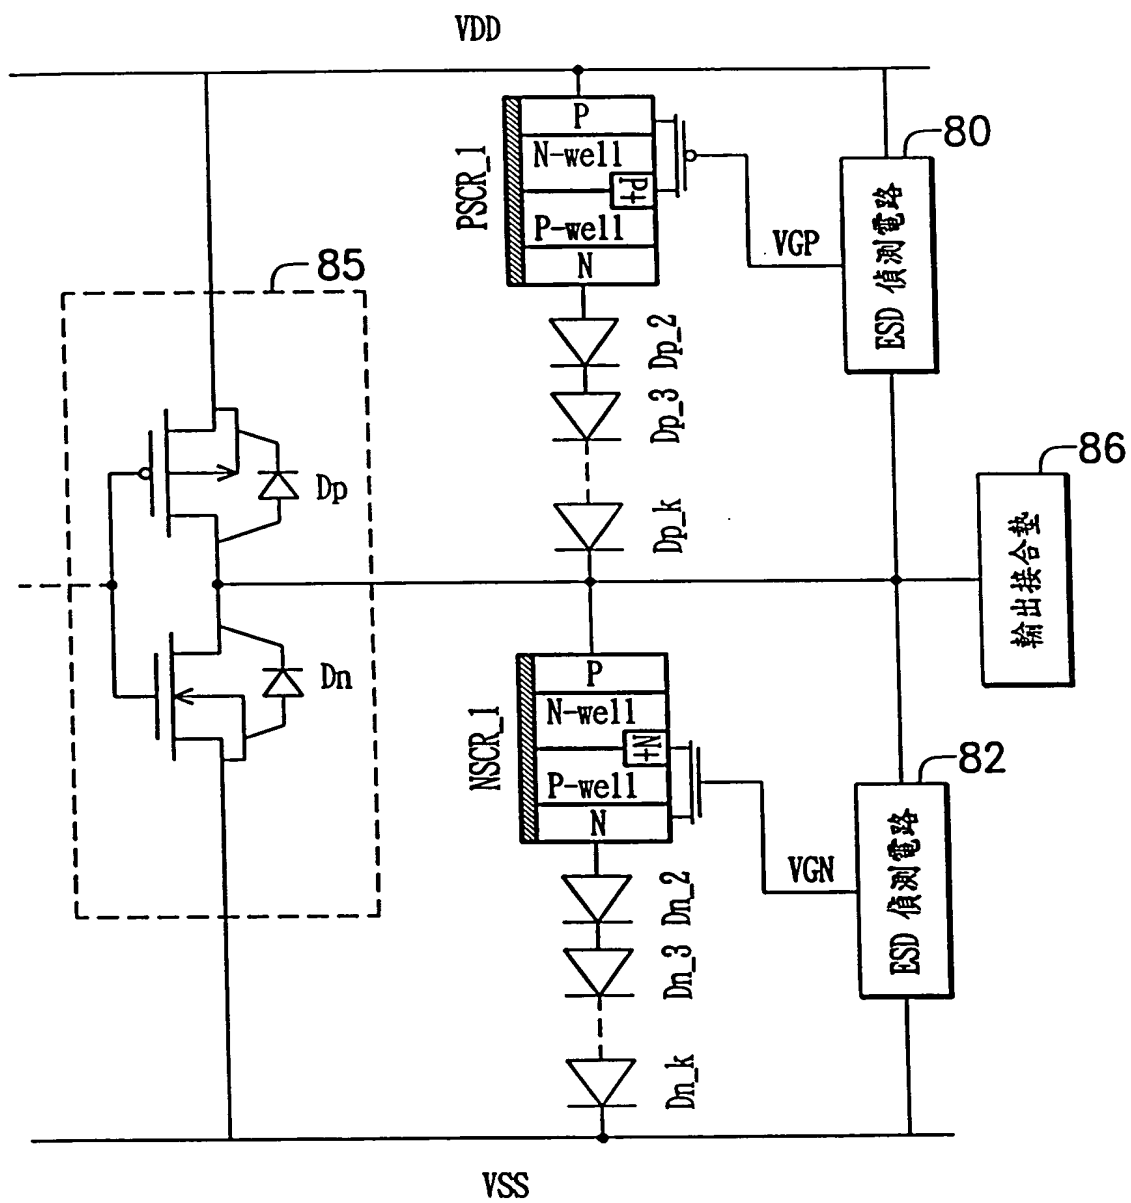 VDD
80
P
N-well
P+
P-well
N
PSCR_1
VGP
ESD 偵測電路
85
Dp_2
Dp_3
Dp_k
86
Dp
輸出接合墊
Dn
P
N-well
N+
P-well
N
NSCR_1
82
VGN
ESD 偵測電路
Dn_2
Dn_3
Dn_k
VSS